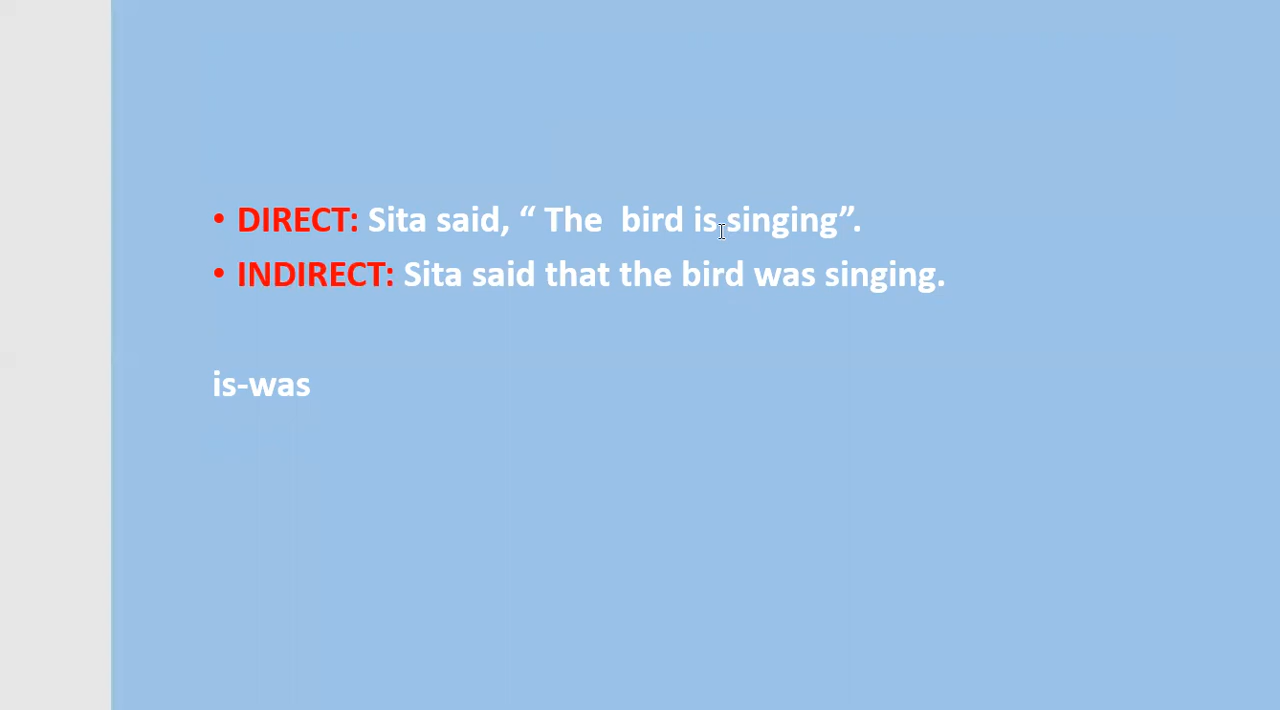 • DIRECT: Sita said, “ The  bird is singing”.
• INDIRECT: Sita said that the bird was singing.
is-was